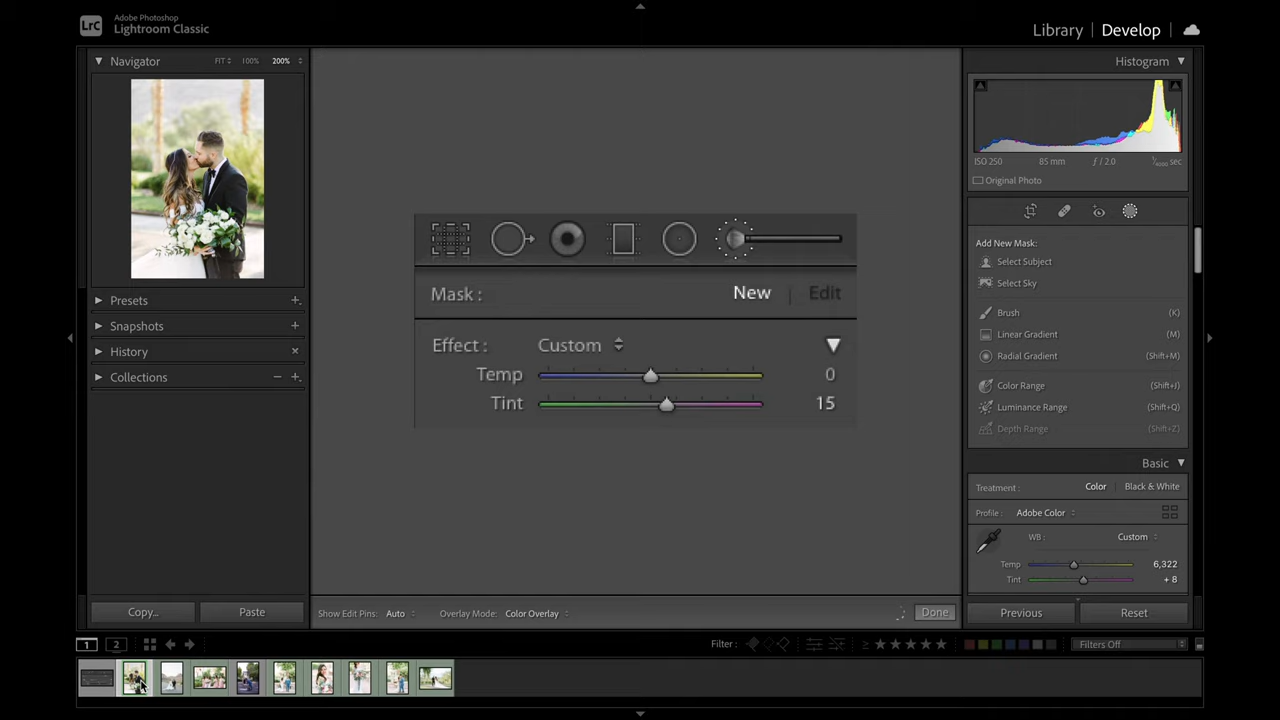 LrC
Adobe Photoshop
Lightroom Classic
Library | Develop
Navigator FIT 100% 200%
Histogram
ISO 250 85 mm ƒ / 2.0 1⁄4000 sec
Original Photo
Add New Mask:
Select Subject
Select Sky
Brush (K)
Linear Gradient (M)
Radial Gradient (Shift+M)
Color Range (Shift+J)
Luminance Range (Shift+Q)
Depth Range (Shift+Z)
Mask : New | Edit
Effect : Custom
Temp 0
Tint 15
Presets
Snapshots
History
Collections
Basic
Treatment : Color Black & White
Profile : Adobe Color
WB : Custom
Temp 6,322
Tint + 8
Copy... Paste
Show Edit Pins: Auto Overlay Mode: Color Overlay Done
Previous Reset
1 2 Filter : Filters Off